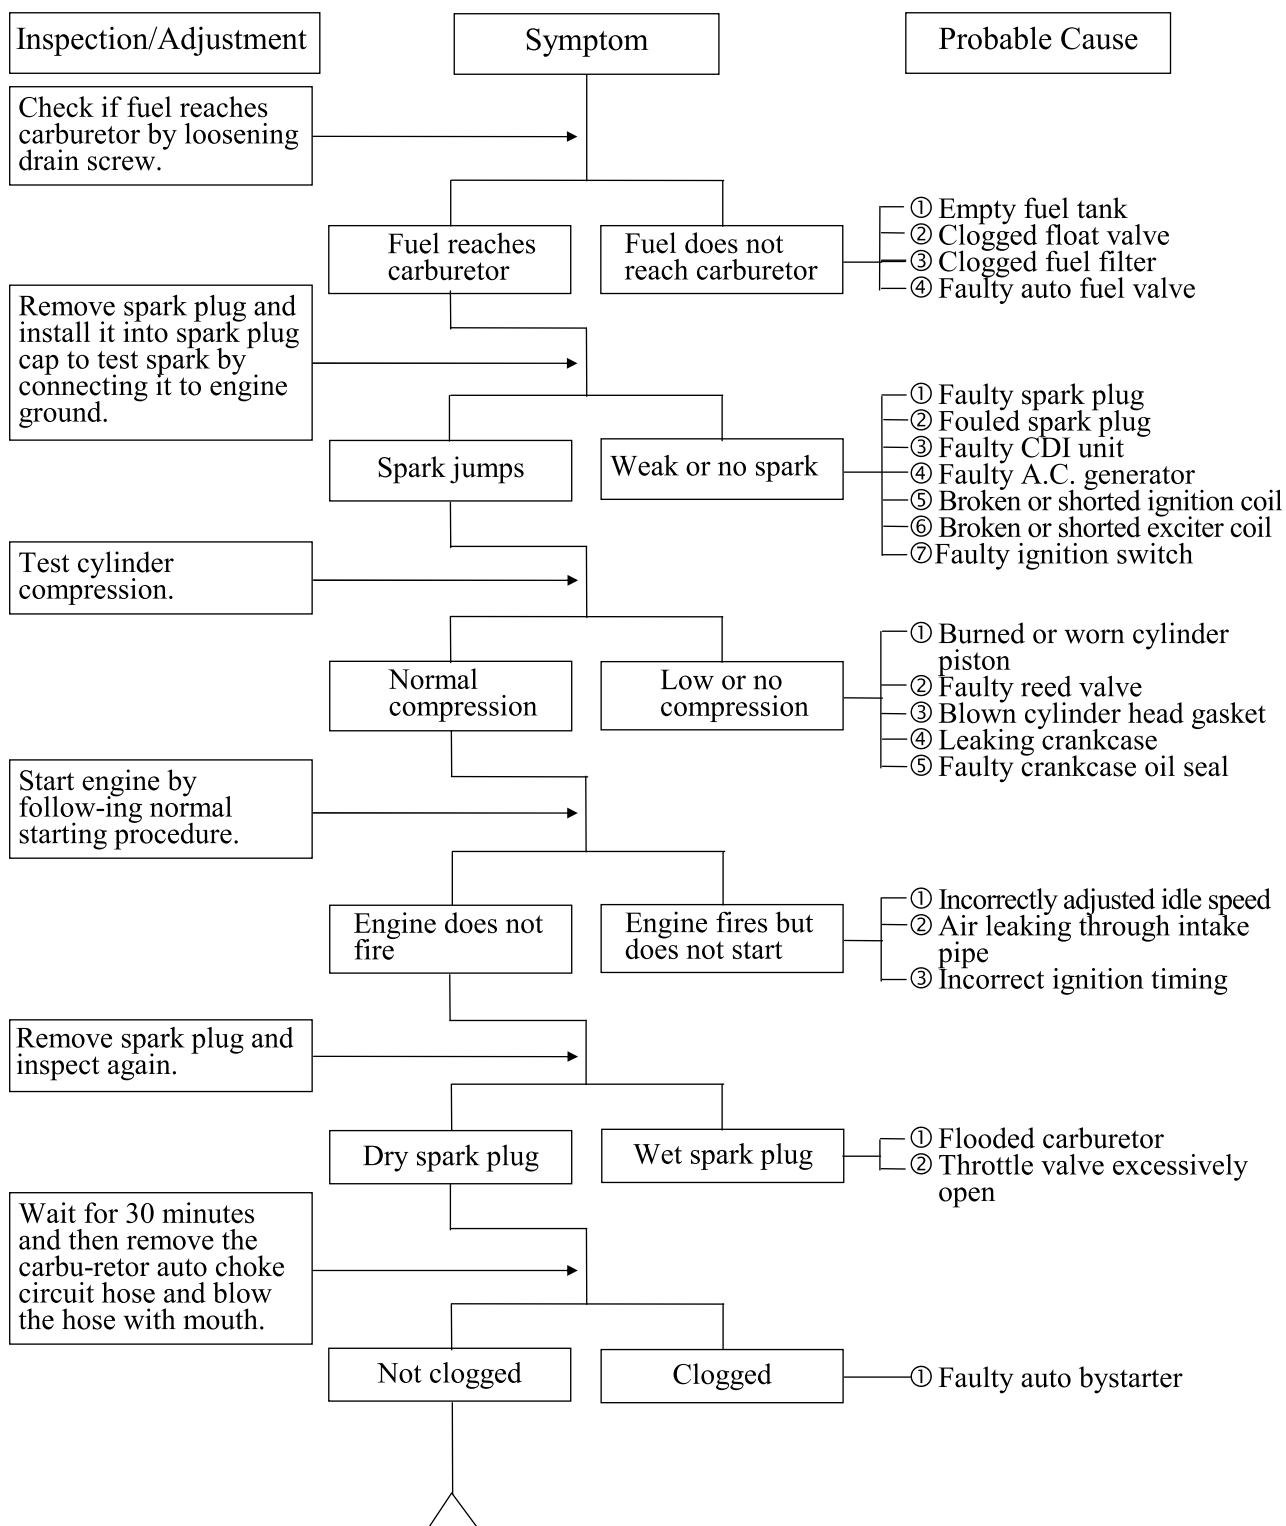 Inspection/Adjustment
Symptom
Probable Cause
Check if fuel reaches
carburetor by loosening
drain screw.
Fuel reaches
carburetor
Fuel does not
reach carburetor
① Empty fuel tank
② Clogged float valve
③ Clogged fuel filter
④ Faulty auto fuel valve
Remove spark plug and
install it into spark plug
cap to test spark by
connecting it to engine
ground.
Spark jumps
Weak or no spark
① Faulty spark plug
② Fouled spark plug
③ Faulty CDI unit
④ Faulty A.C. generator
⑤ Broken or shorted ignition coil
⑥ Broken or shorted exciter coil
⑦Faulty ignition switch
Test cylinder
compression.
Normal
compression
Low or no
compression
① Burned or worn cylinder
piston
② Faulty reed valve
③ Blown cylinder head gasket
④ Leaking crankcase
⑤ Faulty crankcase oil seal
Start engine by
follow-ing normal
starting procedure.
Engine does not
fire
Engine fires but
does not start
① Incorrectly adjusted idle speed
② Air leaking through intake
pipe
③ Incorrect ignition timing
Remove spark plug and
inspect again.
Dry spark plug
Wet spark plug
① Flooded carburetor
② Throttle valve excessively
open
Wait for 30 minutes
and then remove the
carbu-retor auto choke
circuit hose and blow
the hose with mouth.
Not clogged
Clogged
① Faulty auto bystarter